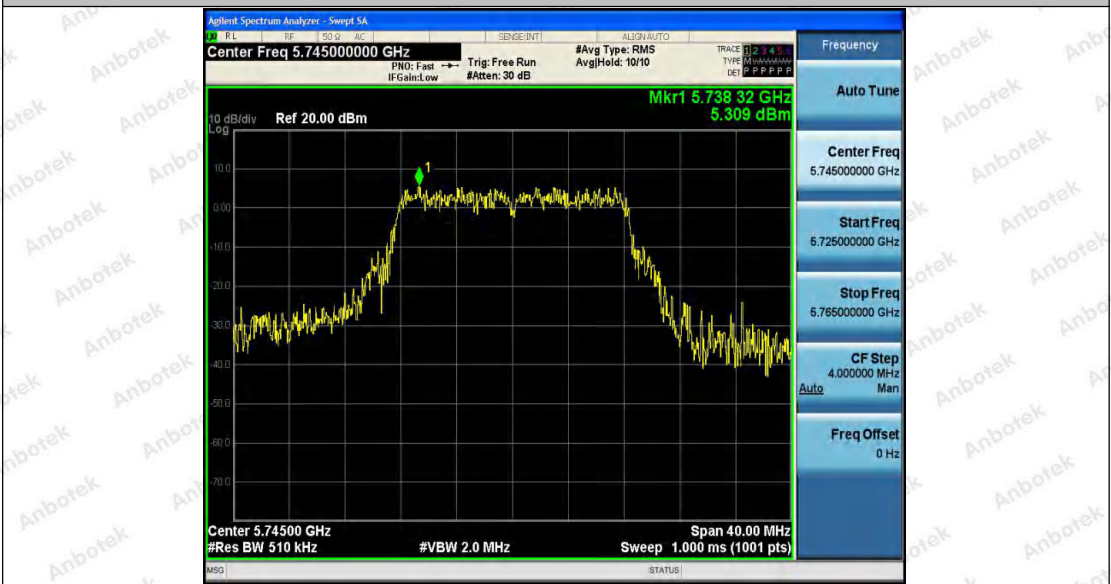 Agilent Spectrum Analyzer - Swept SA
RL RF 50 Ω AC SENSE:INT ALIGN AUTO
Center Freq 5.745000000 GHz
PNO: Fast
IFGain:Low
Trig: Free Run
#Atten: 30 dB
#Avg Type: RMS
Avg|Hold: 10/10
TRACE 1 2 3 4 5 6
TYPE M
DET P P P P P P
Mkr1 5.738 32 GHz
5.309 dBm
10 dB/div Ref 20.00 dBm
Log
10.0
0.00
-10.0
-20.0
-30.0
-40.0
-50.0
-60.0
-70.0
1
Center 5.74500 GHz
Span 40.00 MHz
#Res BW 510 kHz
#VBW 2.0 MHz
Sweep 1.000 ms (1001 pts)
MSG
STATUS
Frequency
Auto Tune
Center Freq
5.745000000 GHz
Start Freq
5.725000000 GHz
Stop Freq
5.765000000 GHz
CF Step
4.000000 MHz
Auto Man
Freq Offset
0 Hz
Anbotek